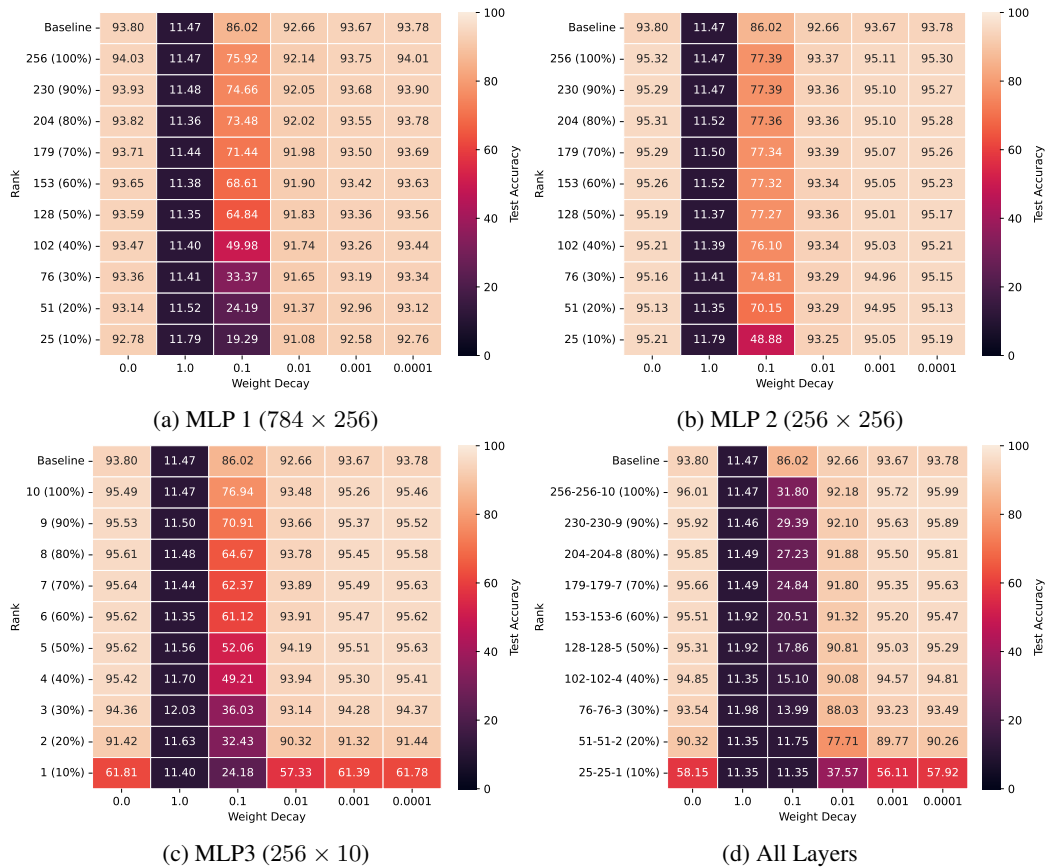 Baseline 93.80 11.47 86.02 92.66 93.67 93.78
256 (100%) 94.03 11.47 75.92 92.14 93.75 94.01
230 (90%) 93.93 11.48 74.66 92.05 93.68 93.90
204 (80%) 93.82 11.36 73.48 92.02 93.55 93.78
179 (70%) 93.71 11.44 71.44 91.98 93.50 93.69
153 (60%) 93.65 11.38 68.61 91.90 93.42 93.63
128 (50%) 93.59 11.35 64.84 91.83 93.36 93.56
102 (40%) 93.47 11.40 49.98 91.74 93.26 93.44
76 (30%) 93.36 11.41 33.37 91.65 93.19 93.34
51 (20%) 93.14 11.52 24.19 91.37 92.96 93.12
25 (10%) 92.78 11.79 19.29 91.08 92.58 92.76
0.0 1.0 0.1 0.01 0.001 0.0001
Weight Decay
Rank
100
80
60
40
20
0
Test Accuracy
(a) MLP 1 (784 × 256)
Baseline 93.80 11.47 86.02 92.66 93.67 93.78
256 (100%) 95.32 11.47 77.39 93.37 95.11 95.30
230 (90%) 95.29 11.47 77.39 93.36 95.10 95.27
204 (80%) 95.31 11.52 77.36 93.36 95.10 95.28
179 (70%) 95.29 11.50 77.34 93.39 95.07 95.26
153 (60%) 95.26 11.52 77.32 93.34 95.05 95.23
128 (50%) 95.19 11.37 77.27 93.36 95.01 95.17
102 (40%) 95.21 11.39 76.10 93.34 95.03 95.21
76 (30%) 95.16 11.41 74.81 93.29 94.96 95.15
51 (20%) 95.13 11.35 70.15 93.29 94.95 95.13
25 (10%) 95.21 11.79 48.88 93.25 95.05 95.19
0.0 1.0 0.1 0.01 0.001 0.0001
Weight Decay
Rank
100
80
60
40
20
0
Test Accuracy
(b) MLP 2 (256 × 256)
Baseline 93.80 11.47 86.02 92.66 93.67 93.78
10 (100%) 95.49 11.47 76.94 93.48 95.26 95.46
9 (90%) 95.53 11.50 70.91 93.66 95.37 95.52
8 (80%) 95.61 11.48 64.67 93.78 95.45 95.58
7 (70%) 95.64 11.44 62.37 93.89 95.49 95.63
6 (60%) 95.62 11.35 61.12 93.91 95.47 95.62
5 (50%) 95.62 11.56 52.06 94.19 95.51 95.63
4 (40%) 95.42 11.70 49.21 93.94 95.30 95.41
3 (30%) 94.36 12.03 36.03 93.14 94.28 94.37
2 (20%) 91.42 11.63 32.43 90.32 91.32 91.44
1 (10%) 61.81 11.40 24.18 57.33 61.39 61.78
0.0 1.0 0.1 0.01 0.001 0.0001
Weight Decay
Rank
100
80
60
40
20
0
Test Accuracy
(c) MLP3 (256 × 10)
Baseline 93.80 11.47 86.02 92.66 93.67 93.78
256-256-10 (100%) 96.01 11.47 31.80 92.18 95.72 95.99
230-230-9 (90%) 95.92 11.46 29.39 92.10 95.63 95.89
204-204-8 (80%) 95.85 11.49 27.23 91.88 95.50 95.81
179-179-7 (70%) 95.66 11.49 24.84 91.80 95.35 95.63
153-153-6 (60%) 95.51 11.92 20.51 91.32 95.20 95.47
128-128-5 (50%) 95.31 11.92 17.86 90.81 95.03 95.29
102-102-4 (40%) 94.85 11.35 15.10 90.08 94.57 94.81
76-76-3 (30%) 93.54 11.98 13.99 88.03 93.23 93.49
51-51-2 (20%) 90.32 11.35 11.75 77.71 89.77 90.26
25-25-1 (10%) 58.15 11.35 11.35 37.57 56.11 57.92
0.0 1.0 0.1 0.01 0.001 0.0001
Weight Decay
Rank
100
80
60
40
20
0
Test Accuracy
(d) All Layers